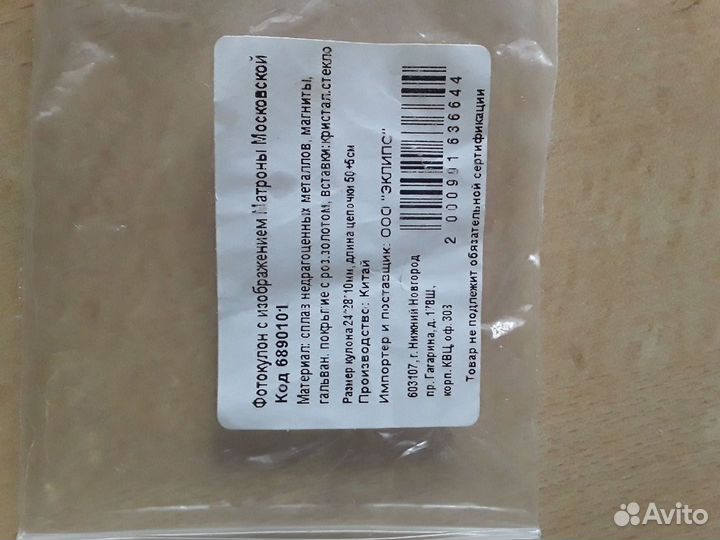 Фотокулон с изображением Матроны Московской
Код 6890101
Материал: сплав недрагоценных металлов, магниты,
гальван. покрытие с роз.золотом, вставки:кристал.стекло
Размер кулона 24*28*10мм, длина цепочки 50+5см
Производство: Китай
Импортер и поставщик: ООО "ЭКЛИПС"
603107, г. Нижний Новгород
пр. Гагарина, д. 178Ш,
корп. КВЦ, оф. 303
2 000991 636644
Товар не подлежит обязательной сертификации
Avito